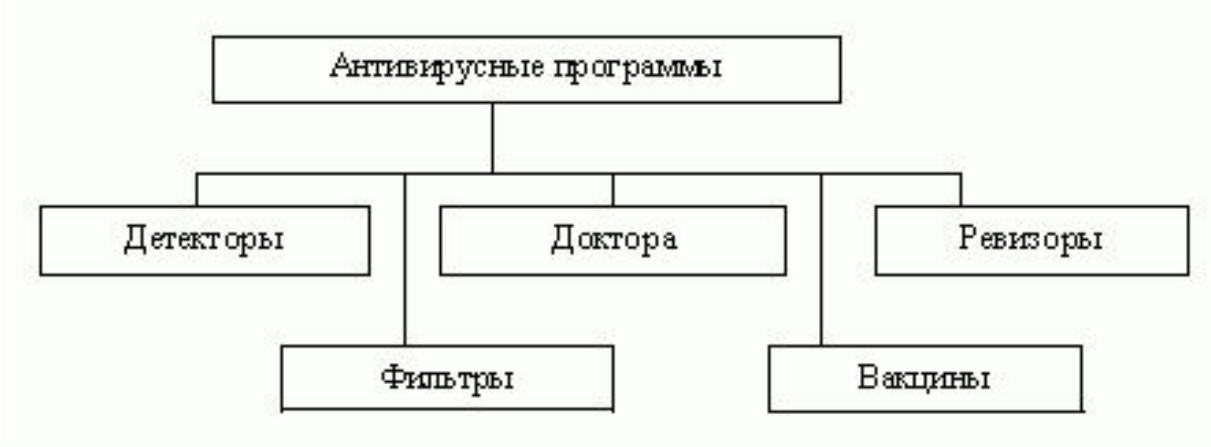 Антивирусные программы
Детекторы
Доктора
Ревизоры
Фильтры
Вакцины